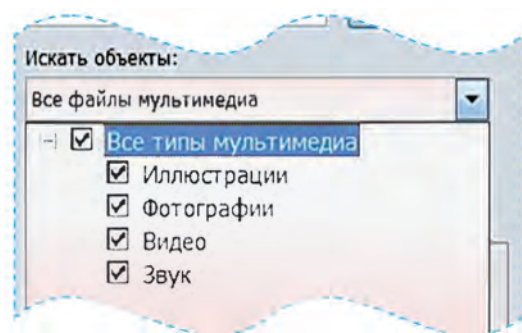 Искать объекты:
Все файлы мультимедиа
Все типы мультимедиа
Иллюстрации
Фотографии
Видео
Звук